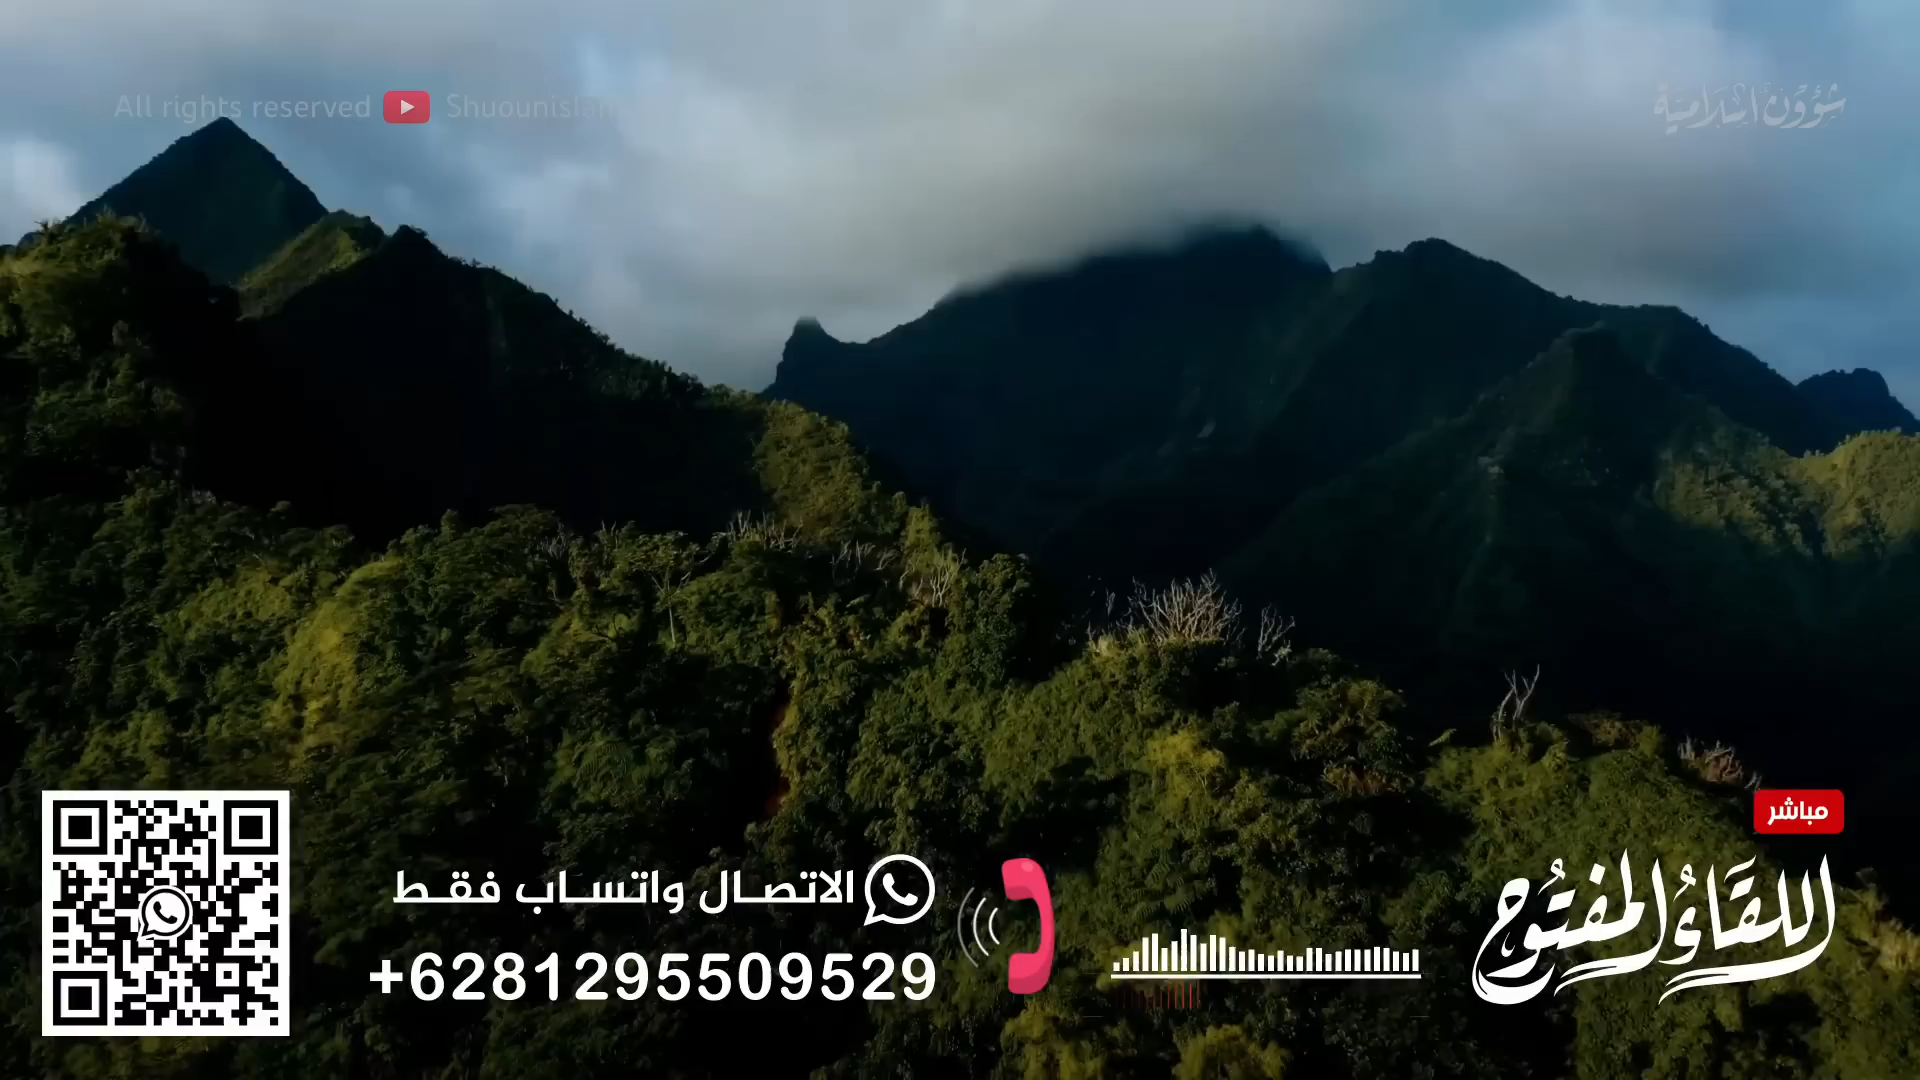 All rights reserved Shuounislam
شؤون إسلامية
مباشر
اللقاء المفتوح
الاتصال واتساب فقط
+6281295509529